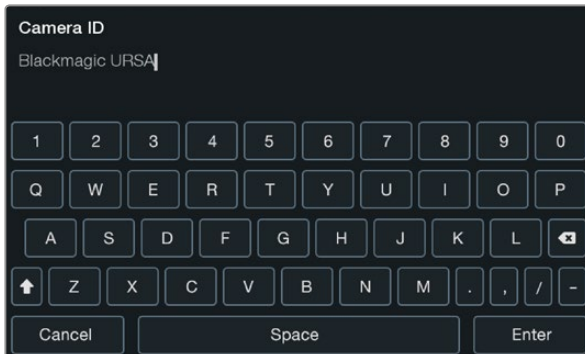 Camera ID
Blackmagic URSA
1 2 3 4 5 6 7 8 9 0
Q W E R T Y U I O P
A S D F G H J K L
Z X C V B N M . , / -
Cancel Space Enter